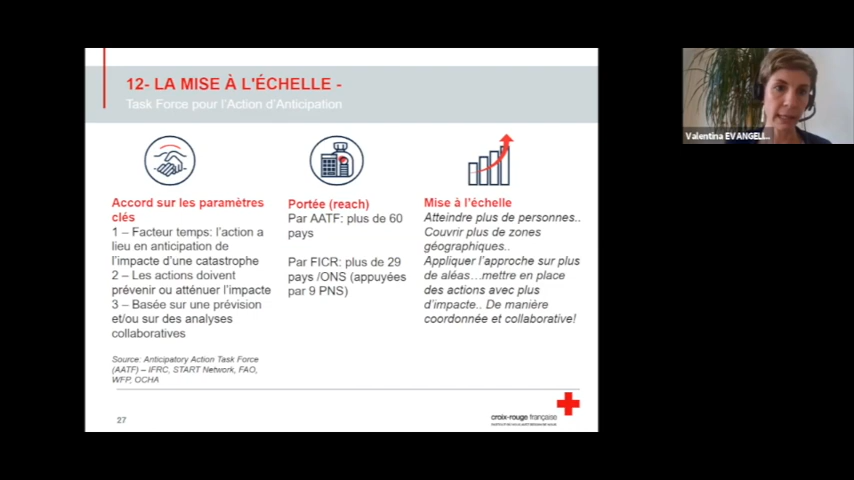 12- LA MISE À L'ÉCHELLE -
Task Force pour l'Action d'Anticipation
Accord sur les paramètres
clés
1 – Facteur temps: l'action a
lieu en anticipation de
l'impacte d'une catastrophe
2 – Les actions doivent
prévenir ou atténuer l'impacte
3 – Basée sur une prévision
et/ou sur des analyses
collaboratives
Source: Anticipatory Action Task Force
(AATF) – IFRC, START Network, FAO,
WFP, OCHA
Portée (reach)
Par AATF: plus de 60
pays
Par FICR: plus de 29
pays /ONS (appuyées
par 9 PNS)
Mise à l'échelle
Atteindre plus de personnes..
Couvrir plus de zones
géographiques..
Appliquer l'approche sur plus
de aléas…mettre en place
des actions avec plus
d'impacte.. De manière
coordonnée et collaborative!
27
croix-rouge française
Valentina EVANGELI...